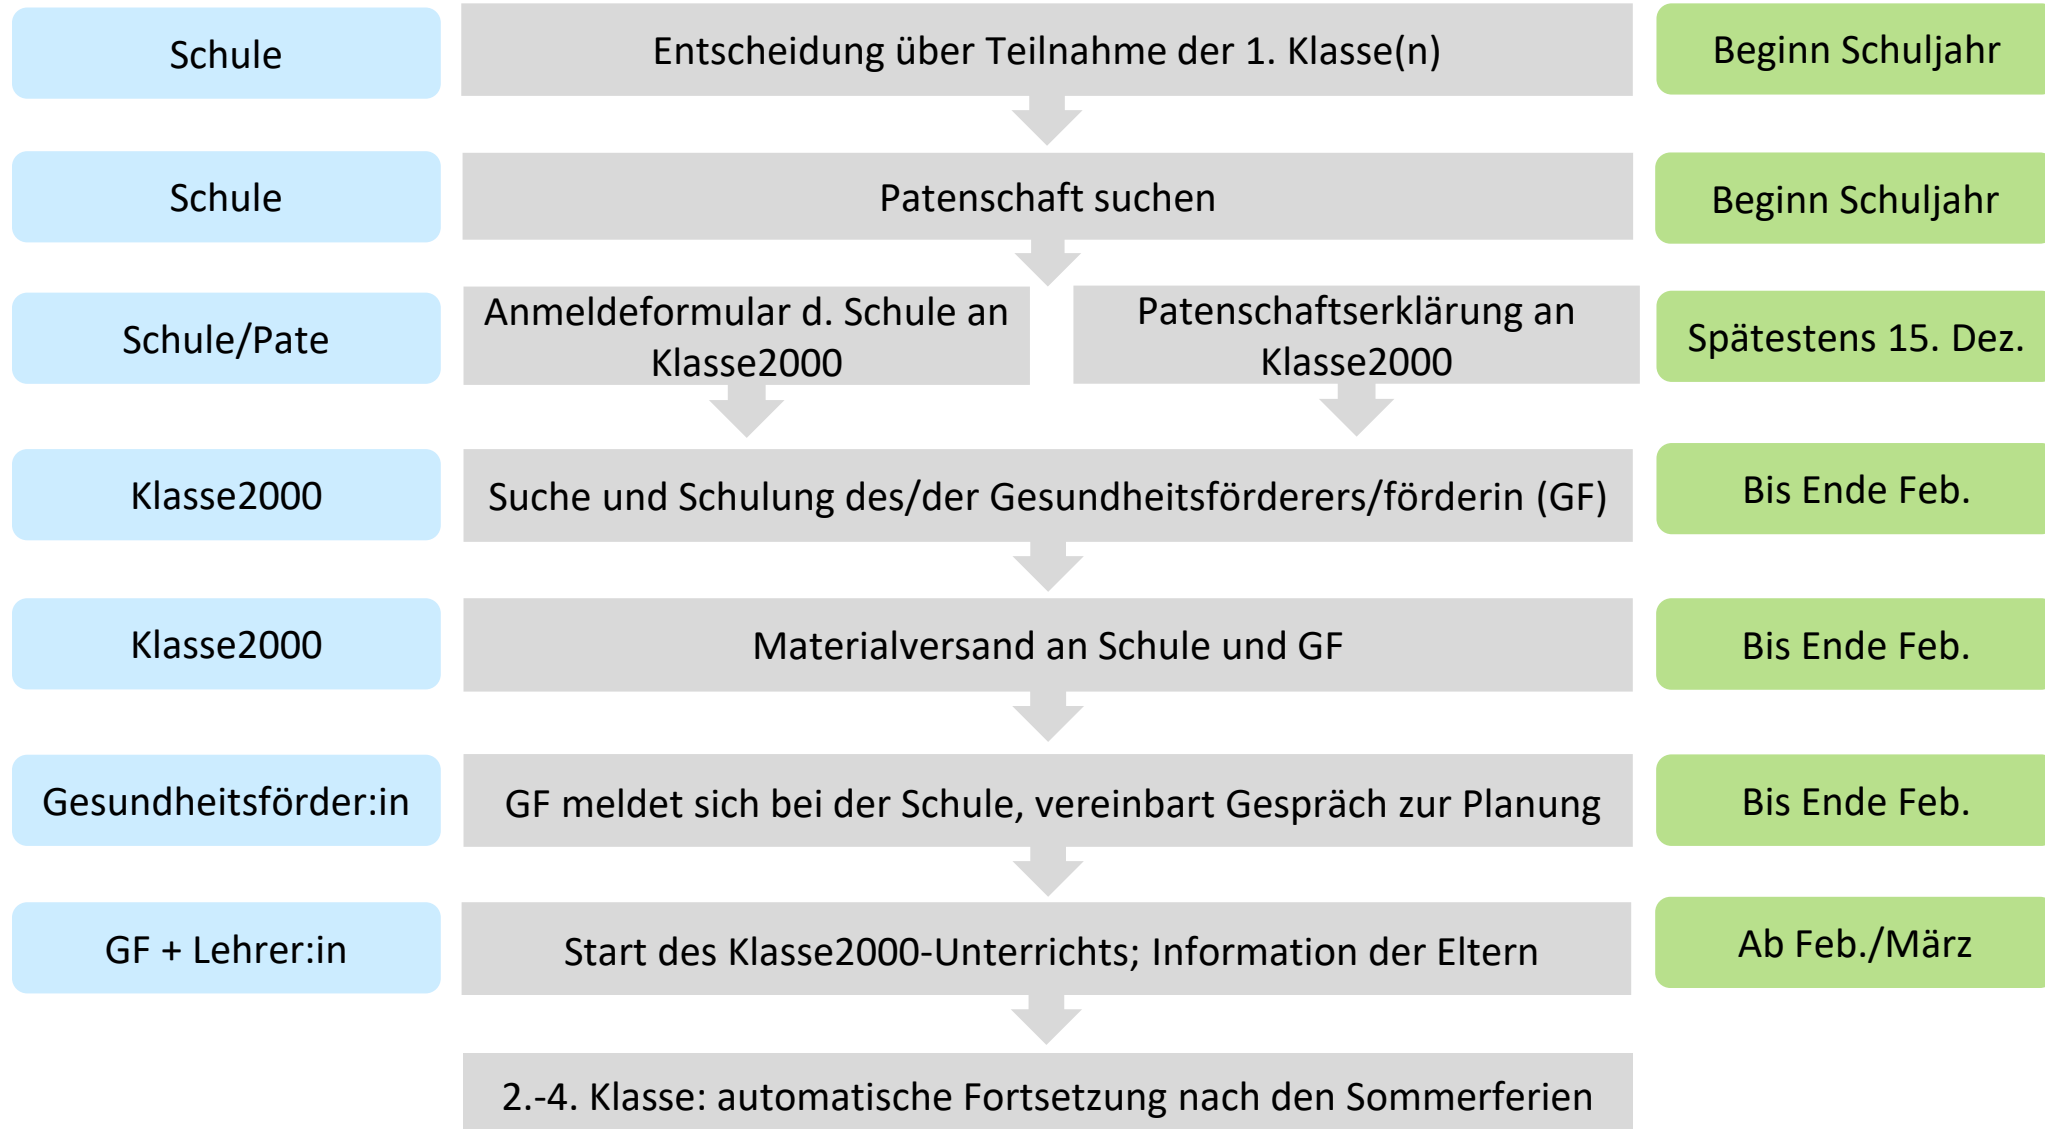 Schule
Entscheidung über Teilnahme der 1. Klasse(n)
Beginn Schuljahr
Schule
Patenschaft suchen
Beginn Schuljahr
Schule/Pate
Anmeldeformular d. Schule an
Klasse2000
Patenschaftserklärung an
Klasse2000
Spätestens 15. Dez.
Klasse2000
Suche und Schulung des/der Gesundheitsförderers/förderin (GF)
Bis Ende Feb.
Klasse2000
Materialversand an Schule und GF
Bis Ende Feb.
Gesundheitsförder:in
GF meldet sich bei der Schule, vereinbart Gespräch zur Planung
Bis Ende Feb.
GF + Lehrer:in
Start des Klasse2000-Unterrichts; Information der Eltern
Ab Feb./März
2.-4. Klasse: automatische Fortsetzung nach den Sommerferien